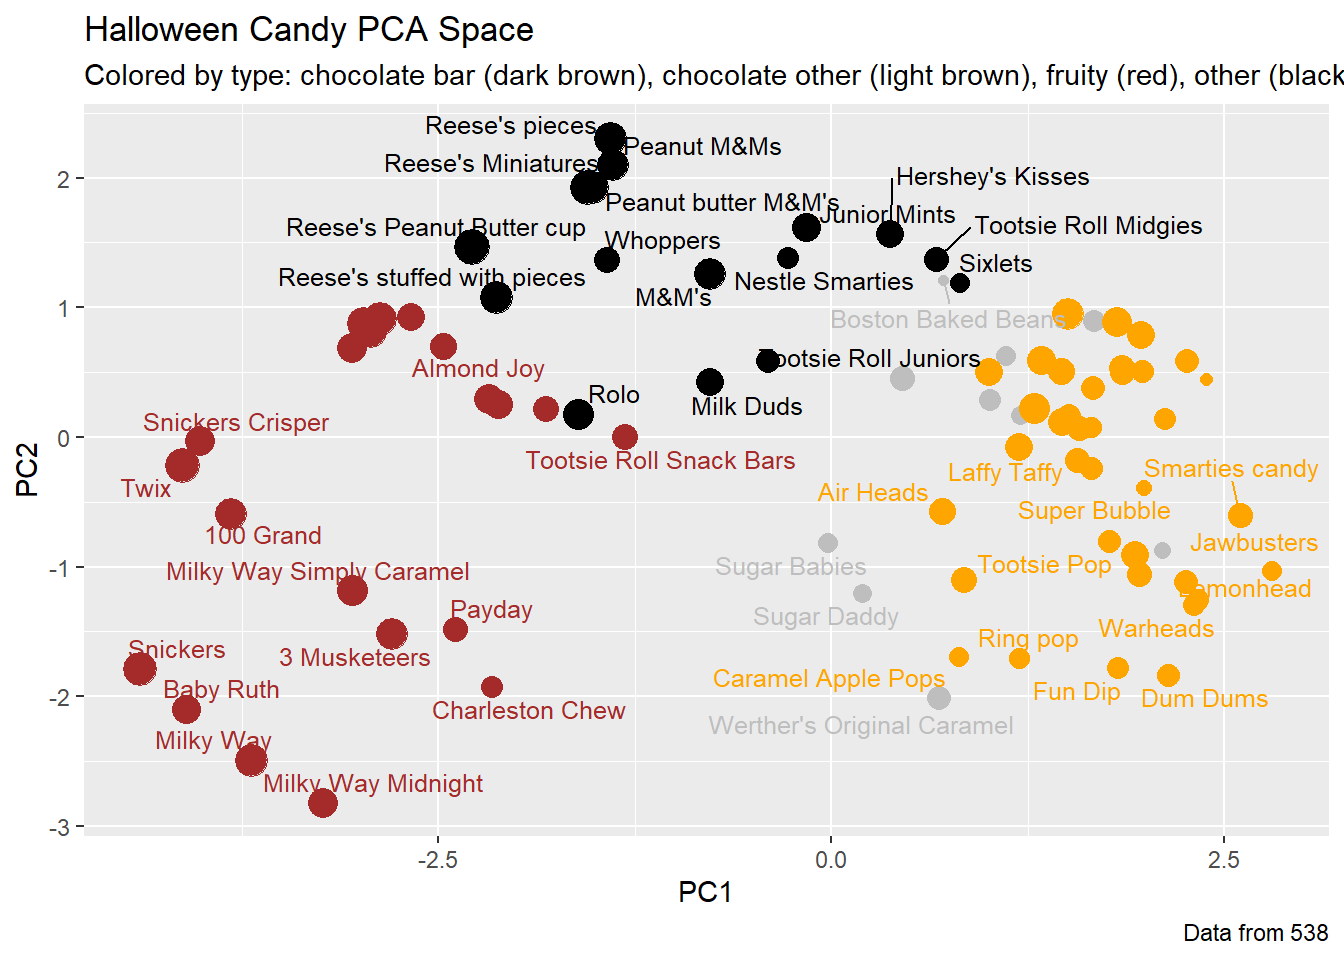 Halloween Candy PCA Space
Colored by type: chocolate bar (dark brown), chocolate other (light brown), fruity (red), other (black
Reese's pieces
Peanut M&Ms
Reese's Miniatures
Hershey's Kisses
Peanut butter M&M's
Junior Mints
Reese's Peanut Butter cup
Tootsie Roll Midgies
Whoppers
Sixlets
Reese's stuffed with pieces
Nestle Smarties
M&M's
Boston Baked Beans
Tootsie Roll Juniors
Almond Joy
Rolo
Milk Duds
Snickers Crisper
Tootsie Roll Snack Bars
Laffy Taffy
Smarties candy
Twix
Air Heads
Super Bubble
100 Grand
Jawbusters
Milky Way Simply Caramel
Sugar Babies
Tootsie Pop
Lemonhead
Payday
Sugar Daddy
Warheads
Snickers
3 Musketeers
Ring pop
Baby Ruth
Caramel Apple Pops
Fun Dip
Dum Dums
Charleston Chew
Werther's Original Caramel
Milky Way
Milky Way Midnight
2
1
0
-1
-2
-3
PC2
-2.5
0.0
2.5
PC1
Data from 538